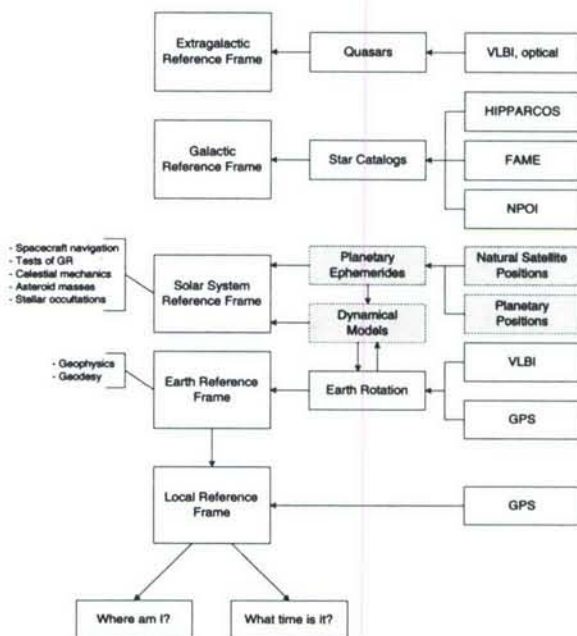 Extragalactic
Reference Frame
Quasars
VLBI, optical
HIPPARCOS
Galactic
Reference Frame
Star Catalogs
FAME
NPOI
- Spacecraft navigation
- Tests of GR
- Celestial mechanics
- Asteroid masses
- Stellar occultations
Solar System
Reference Frame
Planetary
Ephemerides
Natural Satellite
Positions
Dynamical
Models
Planetary
Positions
- Geophysics
- Geodesy
Earth Reference
Frame
Earth Rotation
VLBI
GPS
Local Reference
Frame
GPS
Where am I?
What time is it?